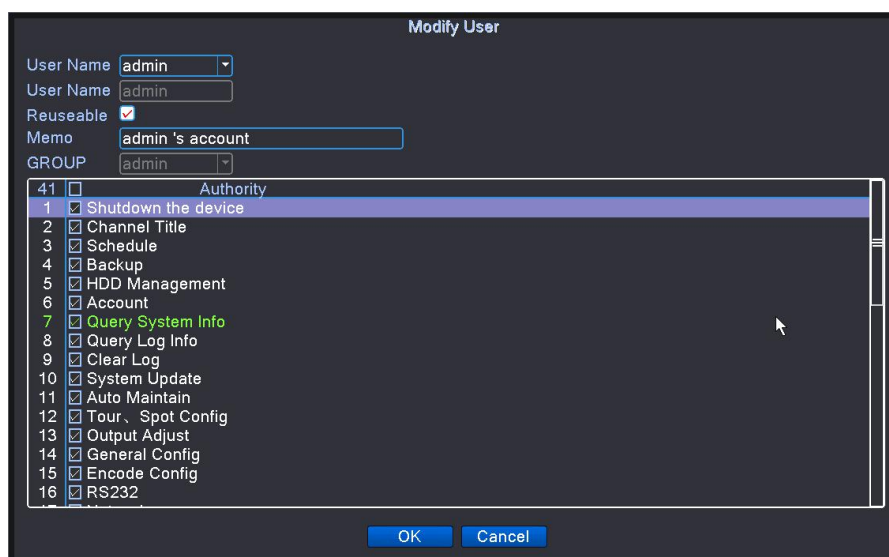 Modify User
User Name admin
User Name admin
Reuseable
Memo admin 's account
GROUP admin
41 Authority
1 Shutdown the device
2 Channel Title
3 Schedule
4 Backup
5 HDD Management
6 Account
7 Query System Info
8 Query Log Info
9 Clear Log
10 System Update
11 Auto Maintain
12 Tour、Spot Config
13 Output Adjust
14 General Config
15 Encode Config
16 RS232
OK Cancel